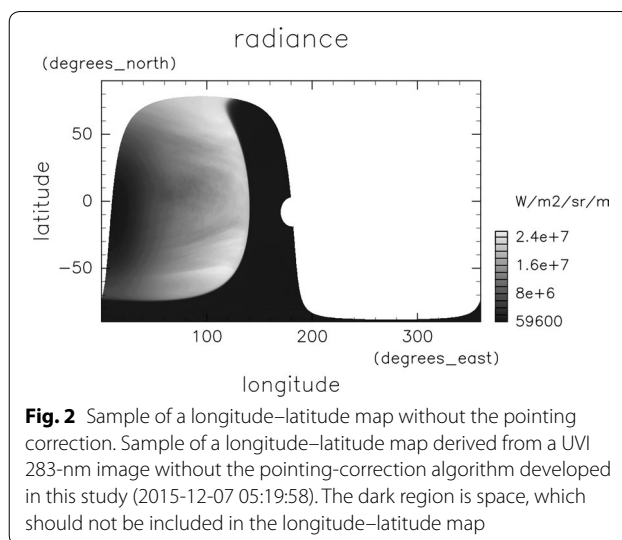 radiance
(degrees_north)
50
0
−50
latitude
100
200
300
(degrees_east)
longitude
W/m2/sr/m
2.4e+7
1.6e+7
8e+6
59600
Fig. 2 Sample of a longitude–latitude map without the pointing
correction. Sample of a longitude–latitude map derived from a UVI
283-nm image without the pointing-correction algorithm developed
in this study (2015-12-07 05:19:58). The dark region is space, which
should not be included in the longitude–latitude map